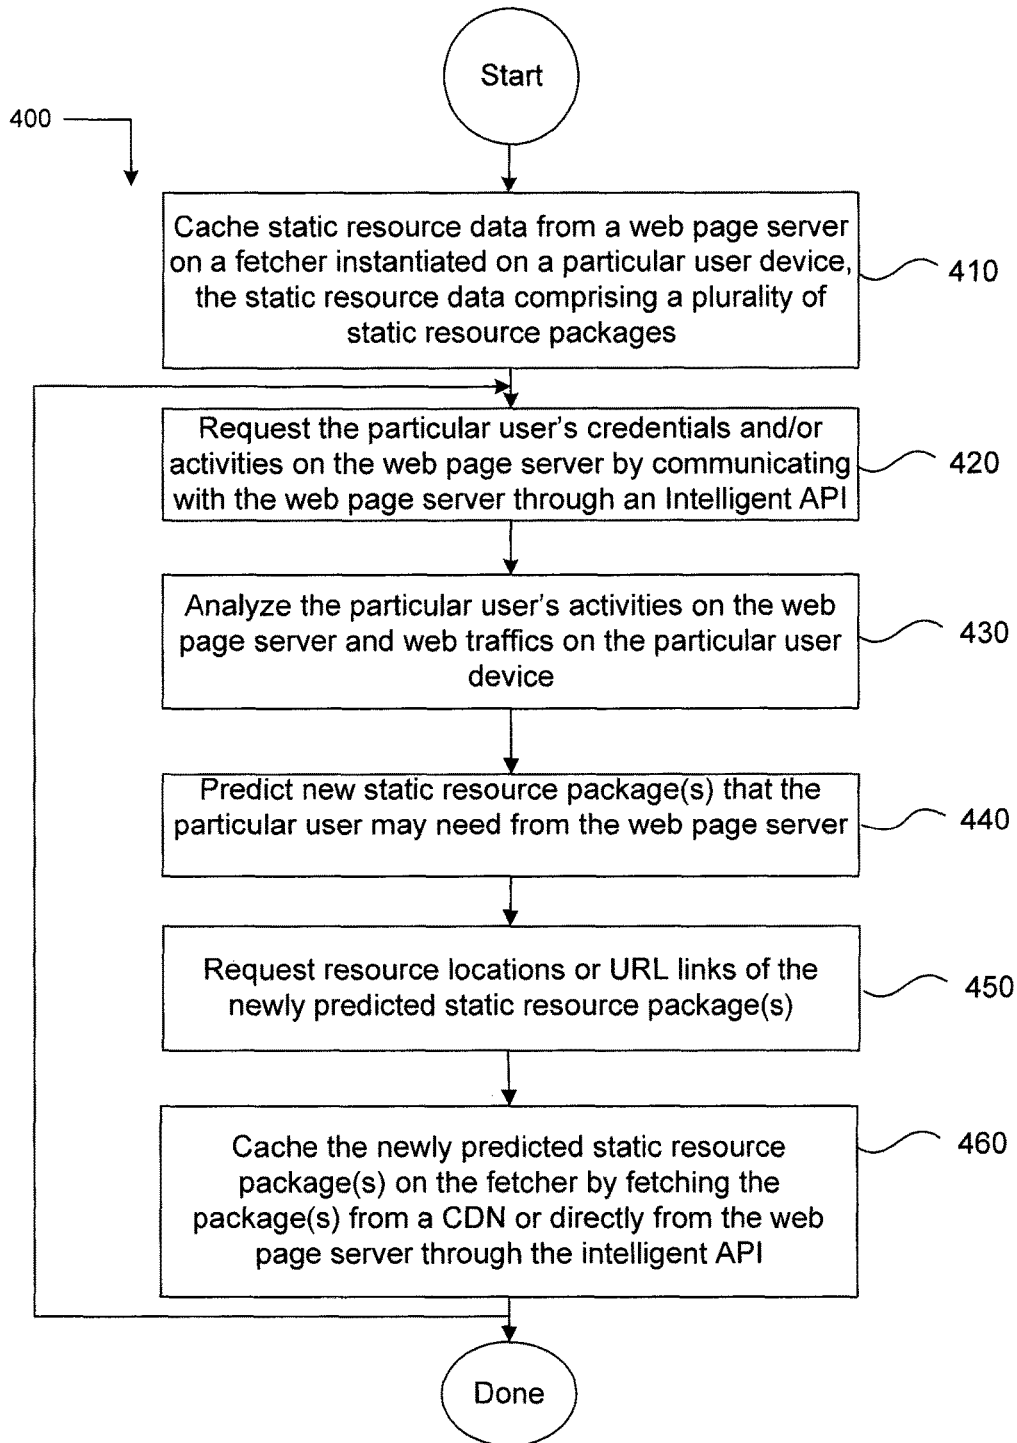 Start
400
Cache static resource data from a web page server
on a fetcher instantiated on a particular user device,
the static resource data comprising a plurality of
static resource packages
410
Request the particular user's credentials and/or
activities on the web page server by communicating
with the web page server through an Intelligent API
420
Analyze the particular user's activities on the web
page server and web traffics on the particular user
device
430
Predict new static resource package(s) that the
particular user may need from the web page server
440
Request resource locations or URL links of the
newly predicted static resource package(s)
450
Cache the newly predicted static resource
package(s) on the fetcher by fetching the
package(s) from a CDN or directly from the web
page server through the intelligent API
460
Done